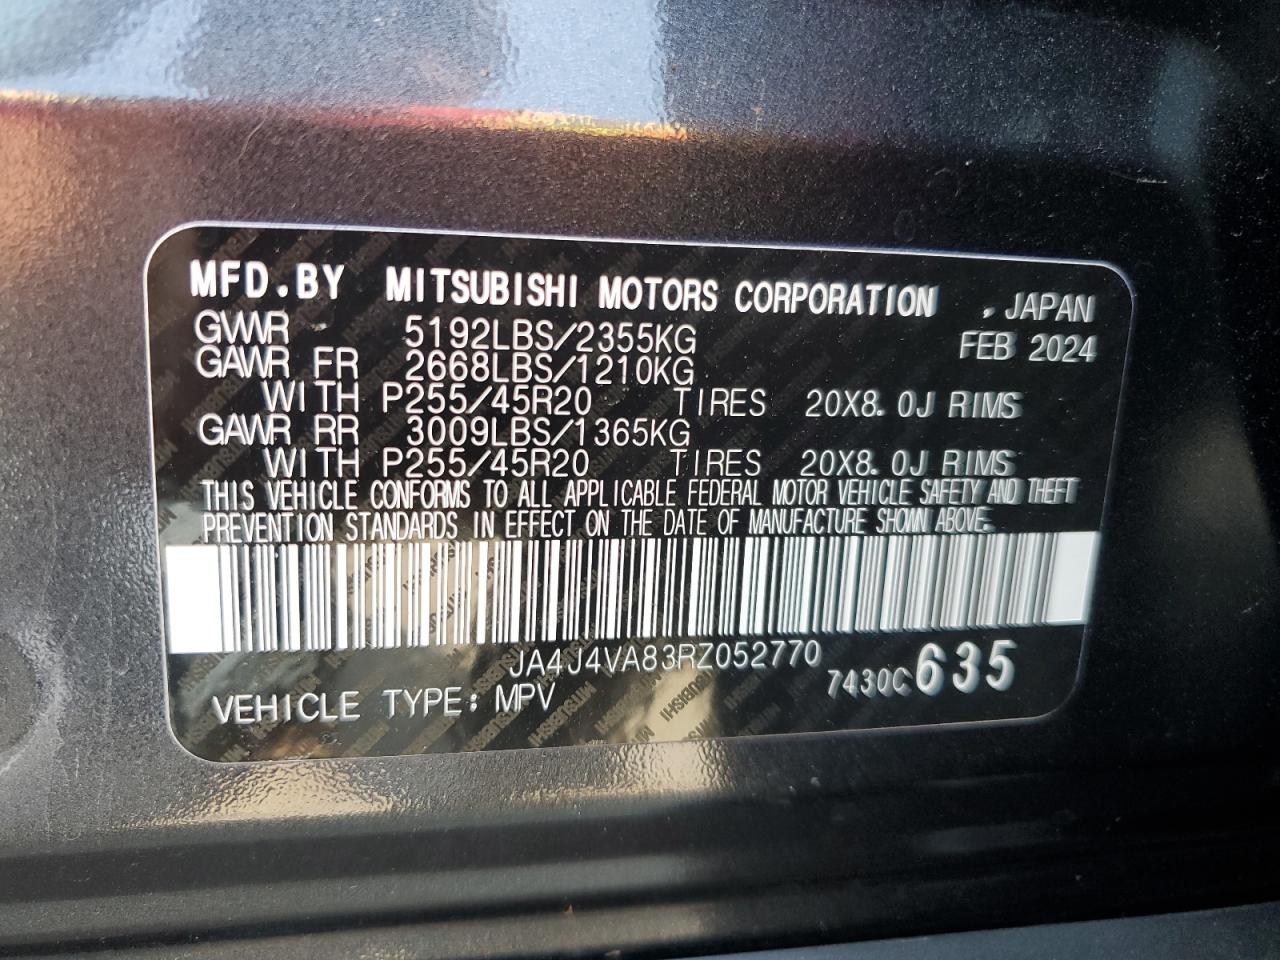 MFD.BY MITSUBISHI MOTORS CORPORATION , JAPAN
GVWR 5192LBS/2355KG FEB 2024
GAWR FR 2668LBS/1210KG
WITH P255/45R20 TIRES 20X8.0J RIMS
GAWR RR 3009LBS/1365KG
WITH P255/45R20 TIRES 20X8.0J RIMS
THIS VEHICLE CONFORMS TO ALL APPLICABLE FEDERAL MOTOR VEHICLE SAFETY AND THEFT
PREVENTION STANDARDS IN EFFECT ON THE DATE OF MANUFACTURE SHOWN ABOVE.
JA4J4VA83RZ052770
7430C635
VEHICLE TYPE: MPV